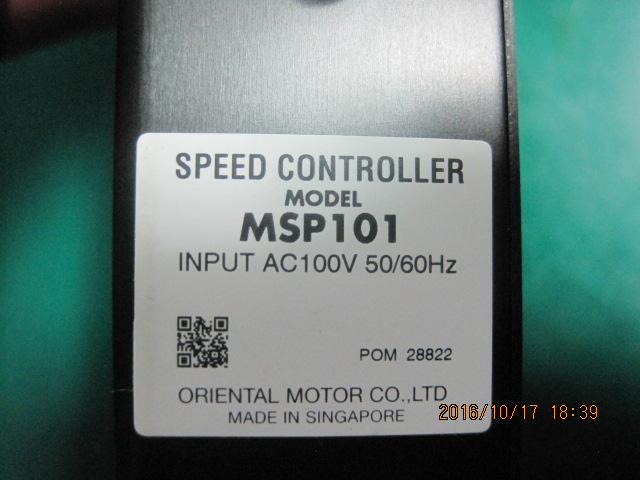 SPEED CONTROLLER
MODEL
MSP101
INPUT AC100V 50/60Hz
POM 28822
ORIENTAL MOTOR CO.,LTD
MADE IN SINGAPORE
2016/10/17 18:39